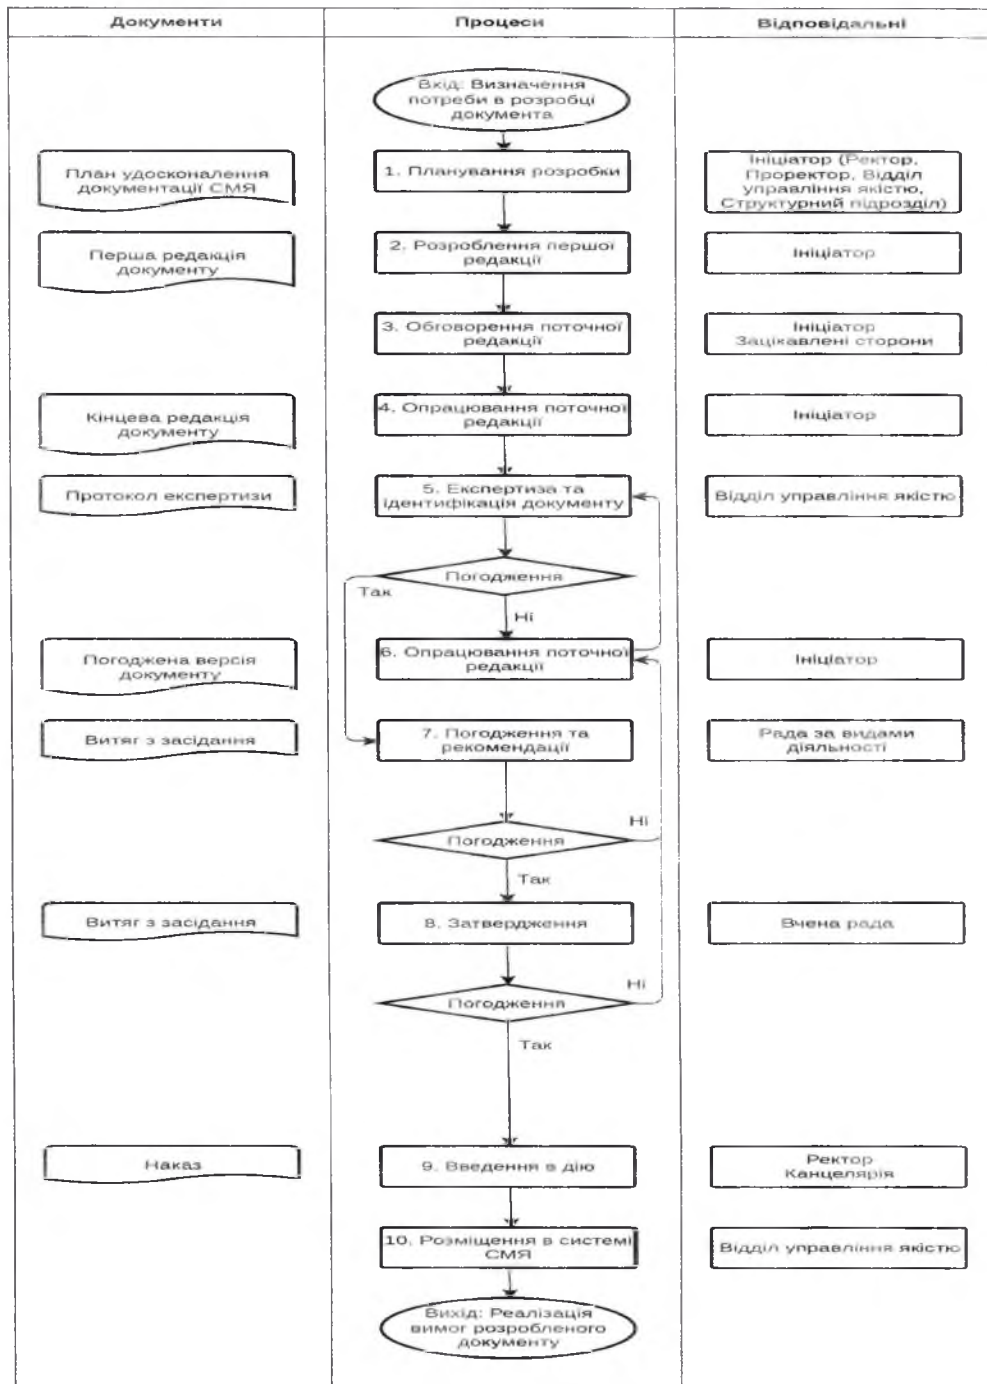 Документи
Процеси
Відповідальні
Вхід: Визначення
потреби в розробці
документа
План удосконалення
документації СМЯ
1. Планування розробки
Ініціатор (Ректор,
Проректор, Відділ
управління якістю,
Структурний підрозділ)
Перша редакція
документу
2. Розроблення першої
редакції
Ініціатор
3. Обговорення поточної
редакції
Ініціатор
Зацікавлені сторони
Кінцева редакція
документу
4. Опрацювання поточної
редакції
Ініціатор
Протокол експертизи
5. Експертиза та
ідентифікація документу
Відділ управління якістю
Погодження
Так
Ні
Погоджена версія
документу
6. Опрацювання поточної
редакції
Ініціатор
Витяг з засідання
7. Погодження та
рекомендації
Рада за видами
діяльності
Ні
Погодження
Так
Витяг з засідання
8. Затвердження
Вчена рада
Ні
Погодження
Так
Наказ
9. Введення в дію
Ректор
Канцелярія
10. Розміщення в системі
СМЯ
Відділ управління якістю
Вихід: Реалізація
вимог розробленого
документу